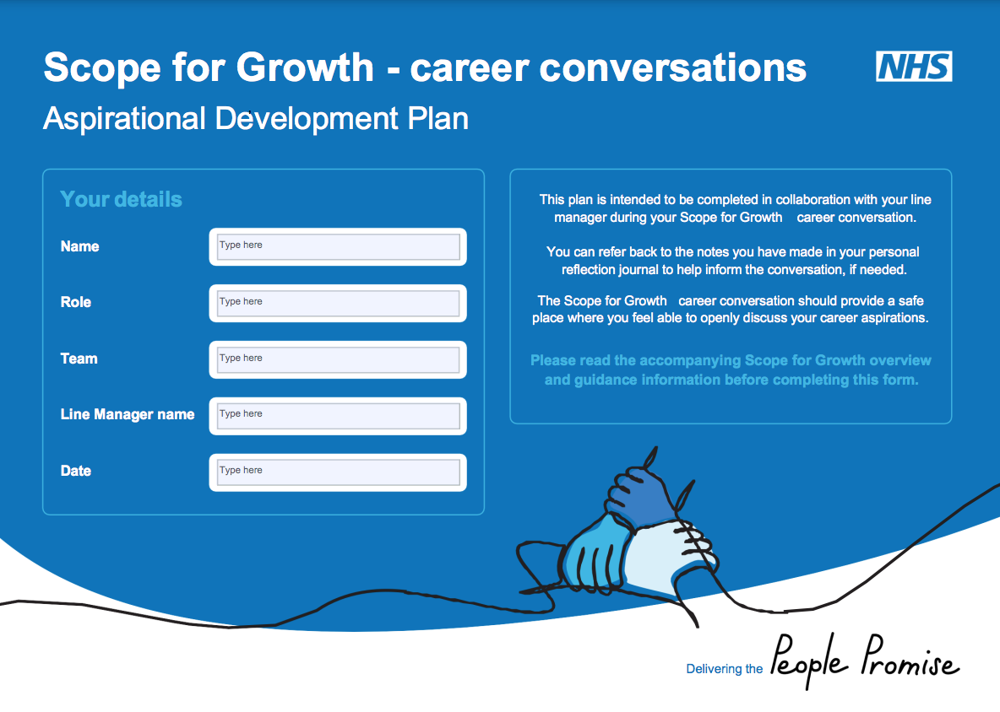 Scope for Growth - career conversations
NHS
Aspirational Development Plan
Your details
Name
Type here
Role
Type here
Team
Type here
Line Manager name
Type here
Date
Type here
This plan is intended to be completed in collaboration with your line
manager during your Scope for Growth career conversation.
You can refer back to the notes you have made in your personal
reflection journal to help inform the conversation, if needed.
The Scope for Growth career conversation should provide a safe
place where you feel able to openly discuss your career aspirations.
Please read the accompanying Scope for Growth overview
and guidance information before completing this form.
Delivering the People Promise